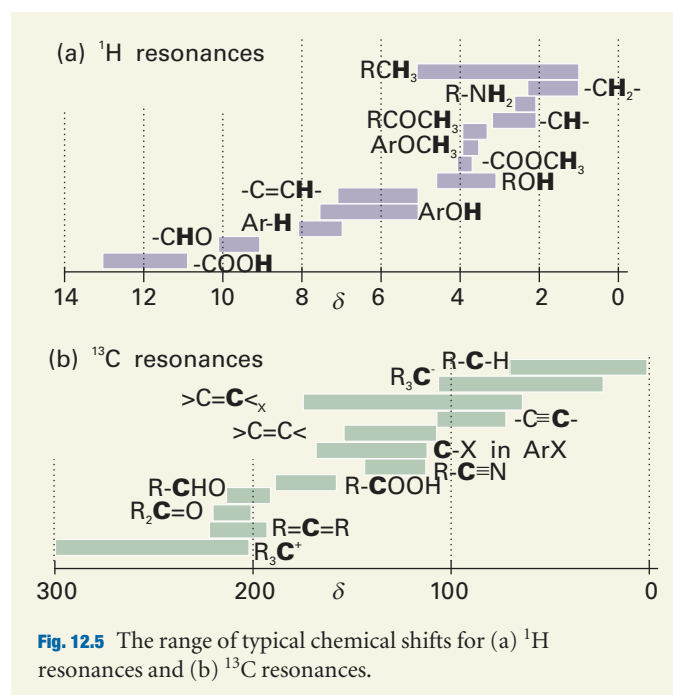 (a) ¹H resonances
RCH₃
-CH₂-
R-NH₂
-CH-
RCOCH₃
ArOCH₃
-COOCH₃
ROH
-C=CH-
ArOH
Ar-H
-CHO
-COOH
14 12 10 8 δ 6 4 2 0
(b) ¹³C resonances
R-C-H
R₃C⁻
>C=C<ₓ
-C≡C-
>C=C<
C-X in ArX
R-C≡N
R-CHO
R-COOH
R₂C=O
R=C=R
R₃C⁺
300 200 δ 100 0
Fig. 12.5 The range of typical chemical shifts for (a) ¹H
resonances and (b) ¹³C resonances.